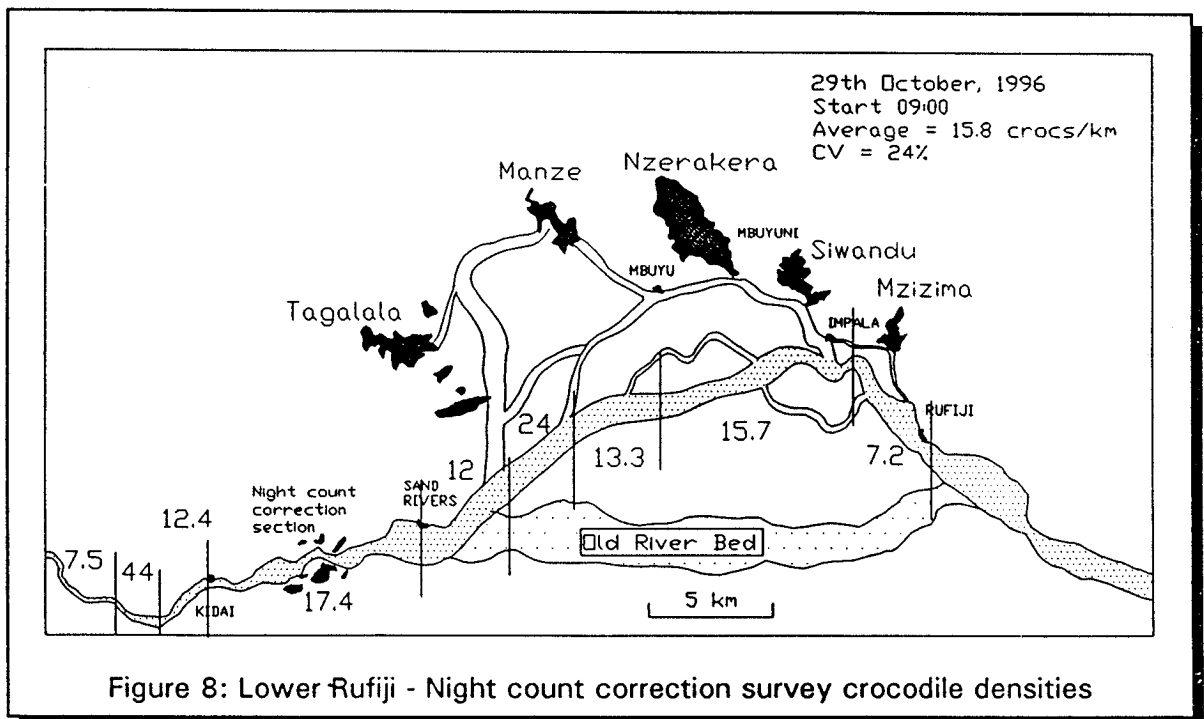 29th October, 1996
Start 09:00
Average = 15.8 crocs/km
CV = 24%
Manze
Nzerakera
MBUYUNI
Siwandu
MBUYU
Mzizima
Tagalala
IMPALA
RUFIJI
24
15.7
13.3
7.2
12
SAND
RIVERS
Night count
correction
section
12.4
Old River Bed
7.5
44
KIDAI
17.4
5 km
Figure 8: Lower Rufiji - Night count correction survey crocodile densities